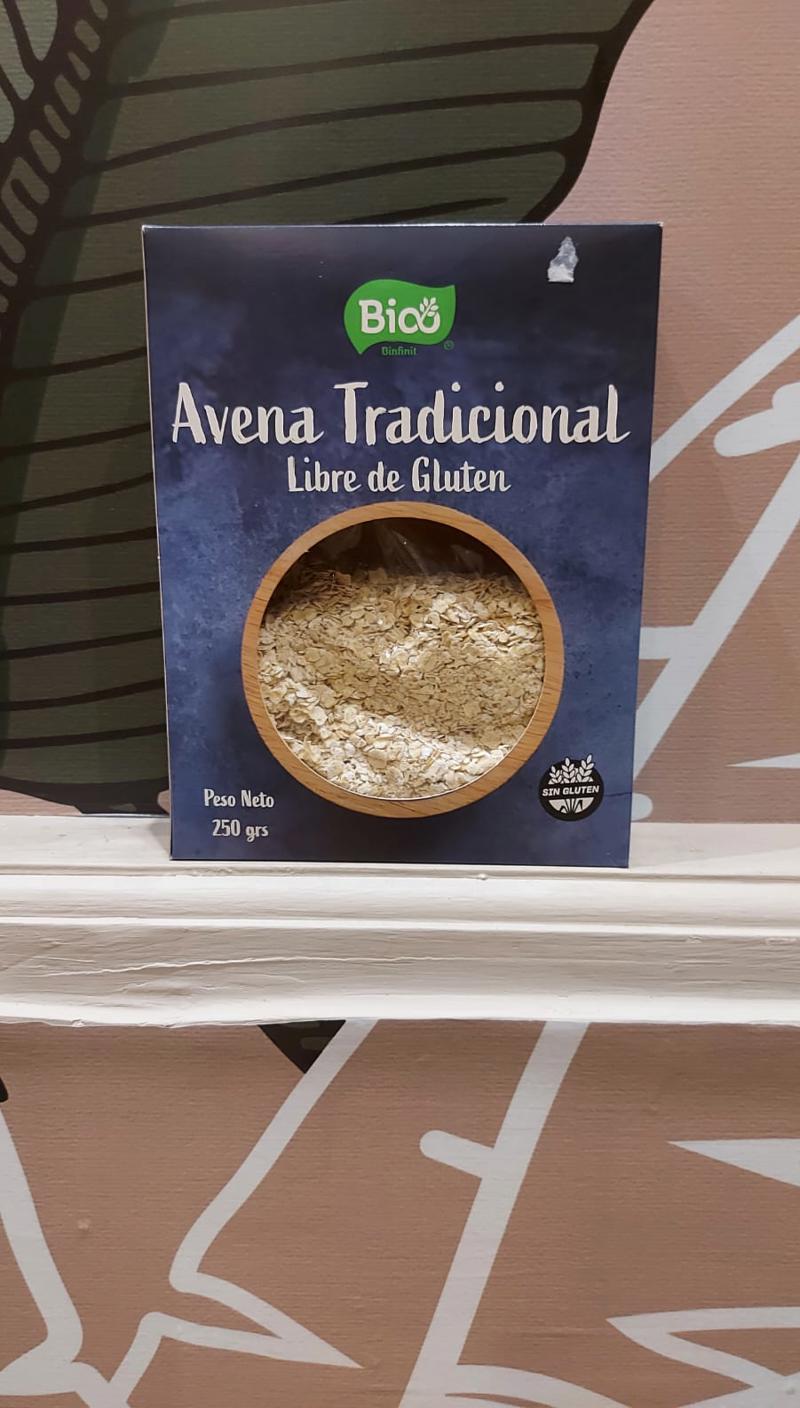 Bio
Binfinit
Avena Tradicional
Libre de Gluten
Peso Neto
250 grs
SIN GLUTEN